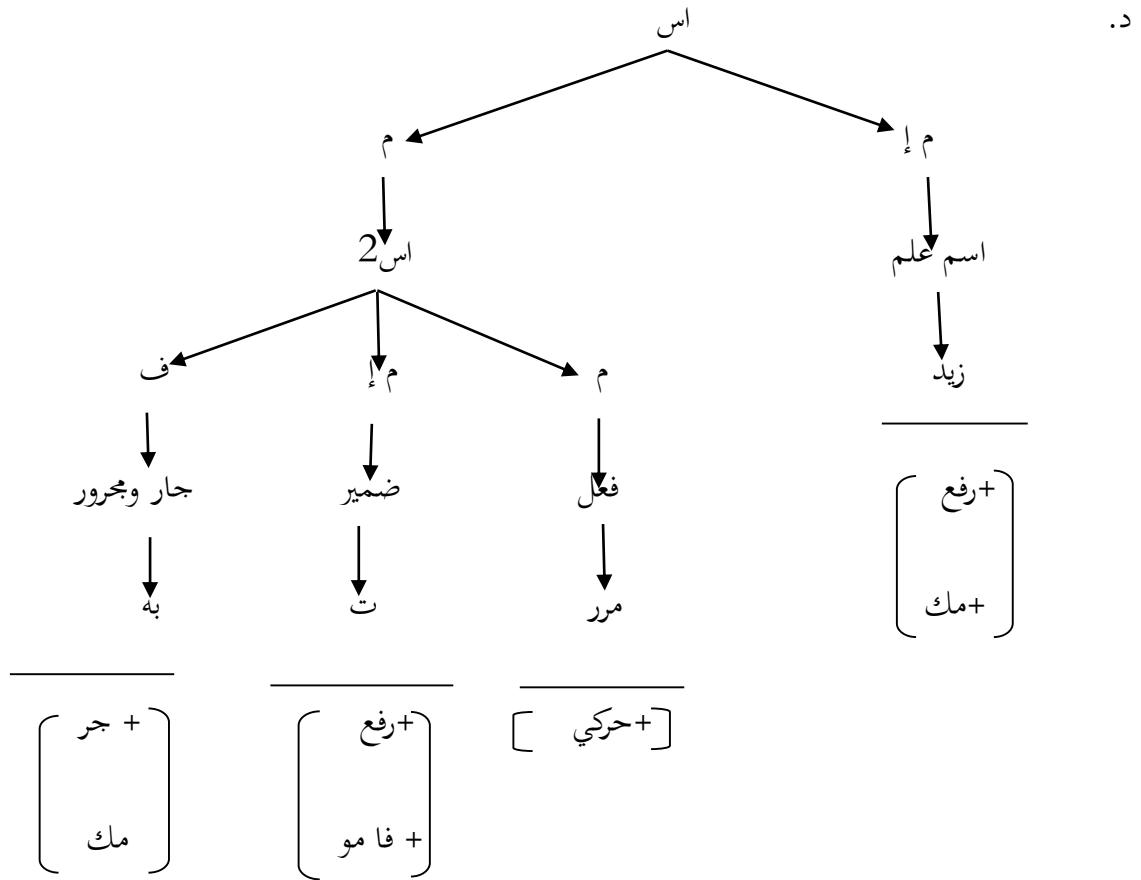 د.
اس
م إ
م
اسم علم
اس2
زيد
م
م إ
ف
+رفع
+مك
فعل
ضمير
جار ومجرور
مرر
ت
به
+حركي
+رفع
+ فا مو
+ جر
مك